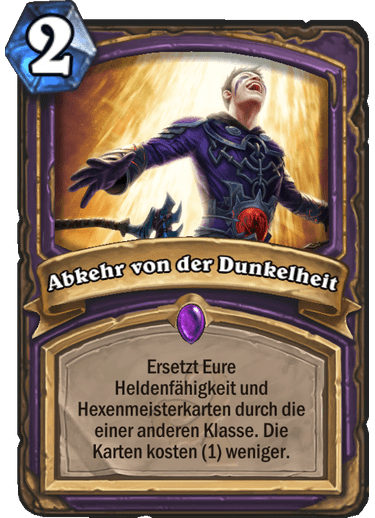 2
Abkehr von der Dunkelheit
Ersetzt Eure
Heldenfähigkeit und
Hexenmeisterkarten durch die
einer anderen Klasse. Die
Karten kosten (1) weniger.